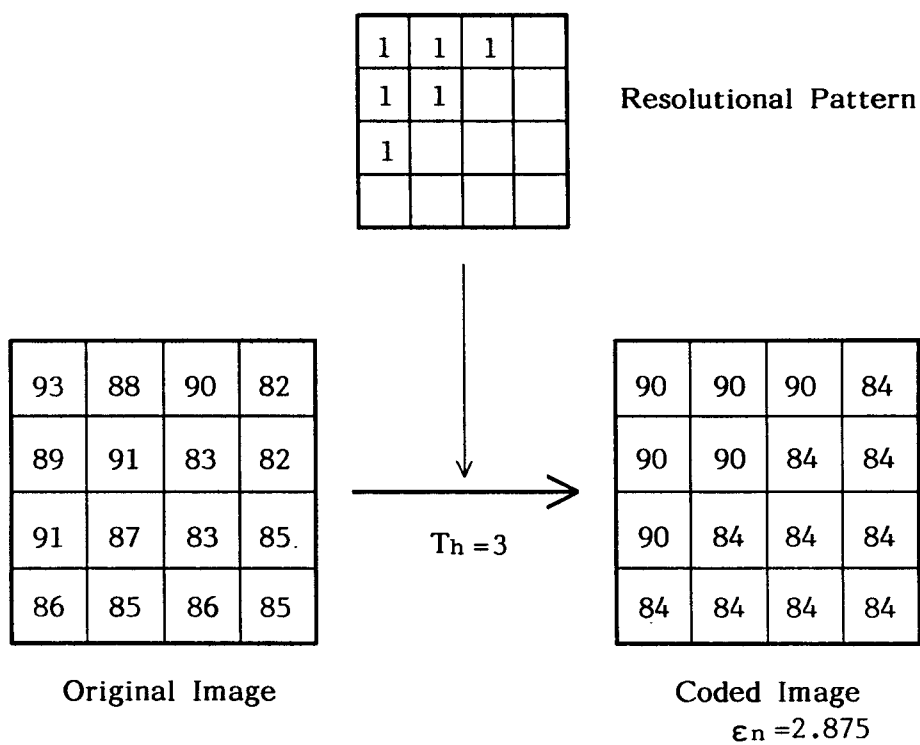 1 1 1
1 1
1
Resolutional Pattern
93 88 90 82
89 91 83 82
91 87 83 85
86 85 86 85
Th=3
90 90 90 84
90 90 84 84
90 84 84 84
84 84 84 84
Original Image
Coded Image
εn=2.875